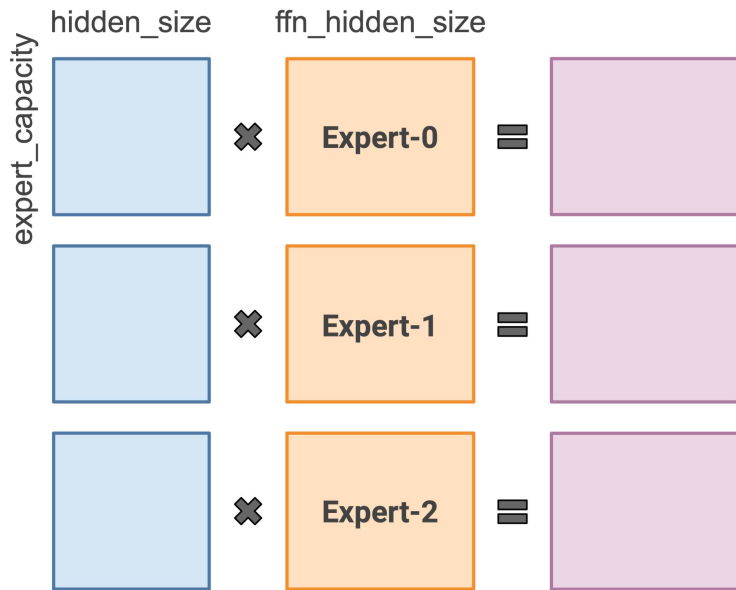 hidden_size
ffn_hidden_size
expert_capacity
Expert-0
Expert-1
Expert-2